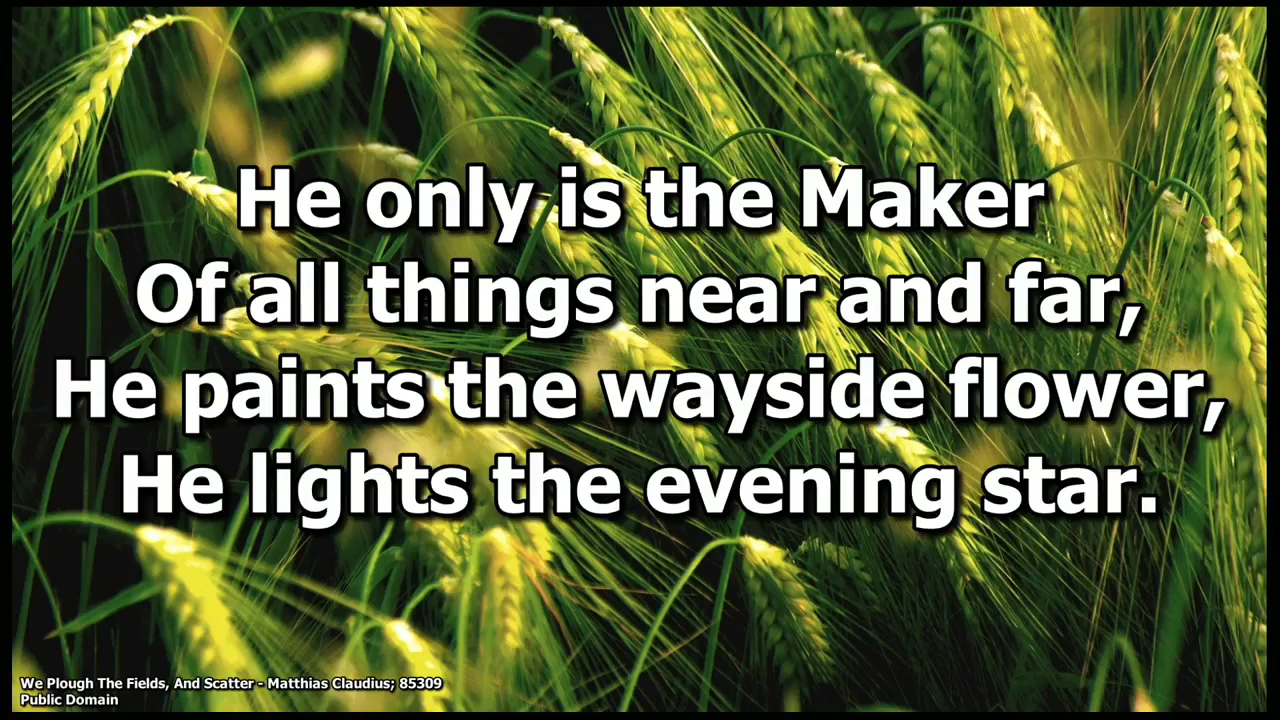 He only is the Maker
Of all things near and far,
He paints the wayside flower,
He lights the evening star.
We Plough The Fields, And Scatter - Matthias Claudius; 85309
Public Domain